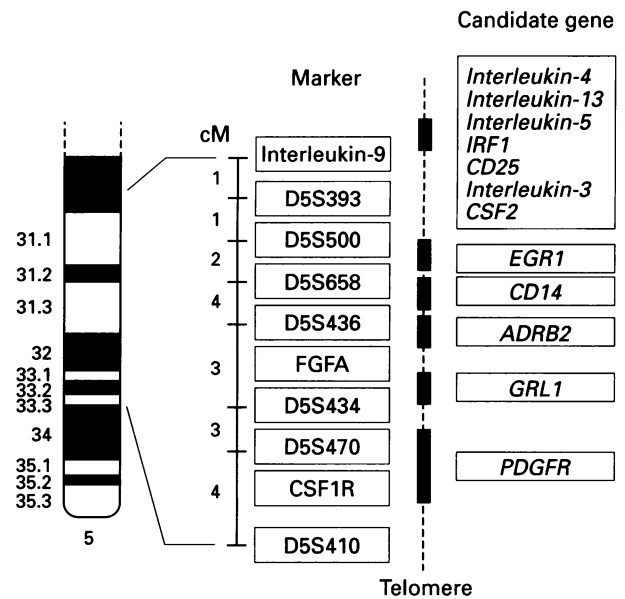 Candidate gene
Marker
cM
Interleukin-4
Interleukin-13
Interleukin-5
IRF1
CD25
Interleukin-3
CSF2
Interleukin-9
1
D5S393
1
D5S500
2
D5S658
4
D5S436
3
FGFA
D5S434
3
D5S470
4
CSF1R
D5S410
EGR1
CD14
ADRB2
GRL1
PDGFR
31.1
31.2
31.3
32
33.1
33.2
33.3
34
35.1
35.2
35.3
5
Telomere